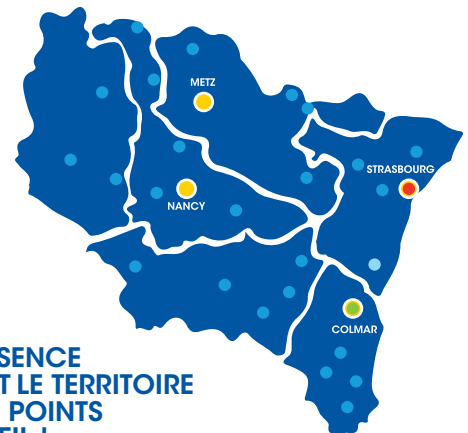 METZ
STRASBOURG
NANCY
COLMAR
SENCE
T LE TERRITOIRE
POINTS